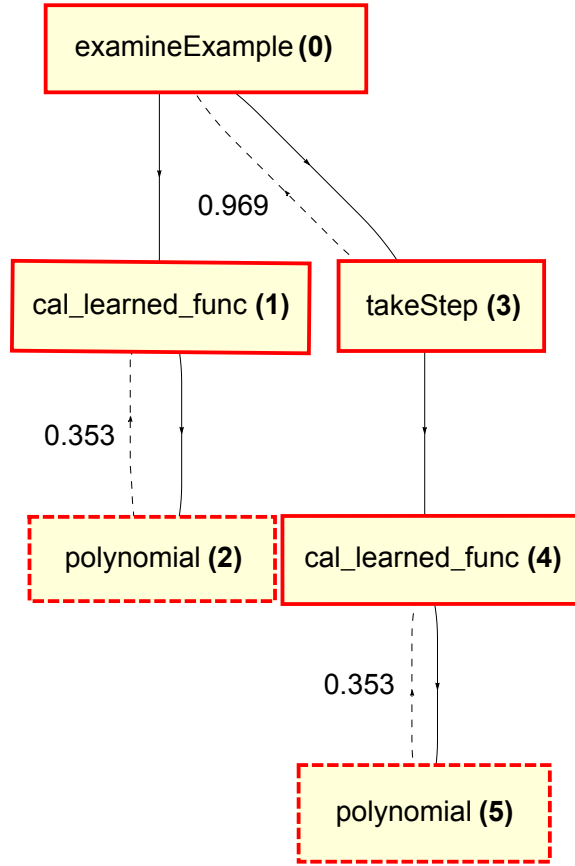 examineExample (0)
0.969
cal_learned_func (1)
takeStep (3)
0.353
polynomial (2)
cal_learned_func (4)
0.353
polynomial (5)